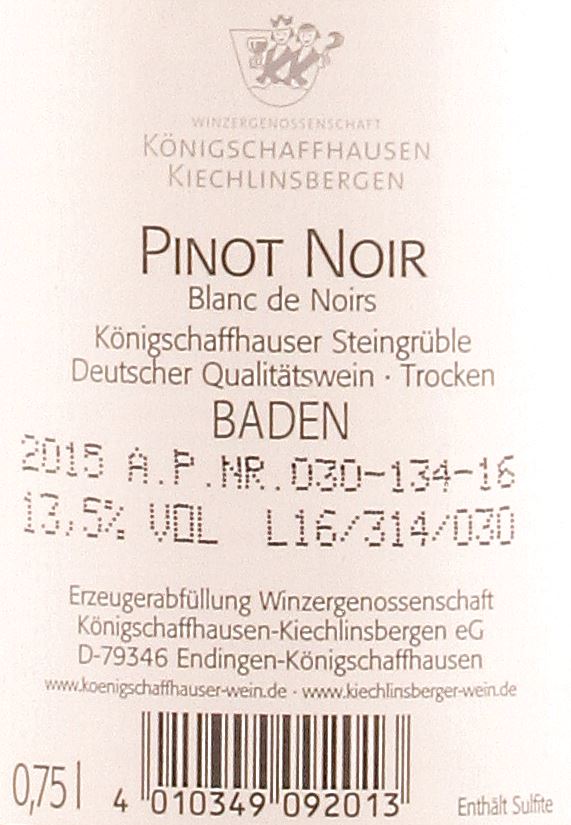 WINZERGENOSSENSCHAFT
KÖNIGSCHAFFHAUSEN
KIECHLINSBERGEN
PINOT NOIR
Blanc de Noirs
Königschaffhauser Steingrüble
Deutscher Qualitätswein · Trocken
BADEN
2015 A.P.NR.030-134-16
13,5% VOL L16/314/030
Erzeugerabfüllung Winzergenossenschaft
Königschaffhausen-Kiechlinsbergen eG
D-79346 Endingen-Königschaffhausen
www.koenigschaffhauser-wein.de · www.kiechlinsberger-wein.de
0,75 l
4 010349 092013
Enthält Sulfite